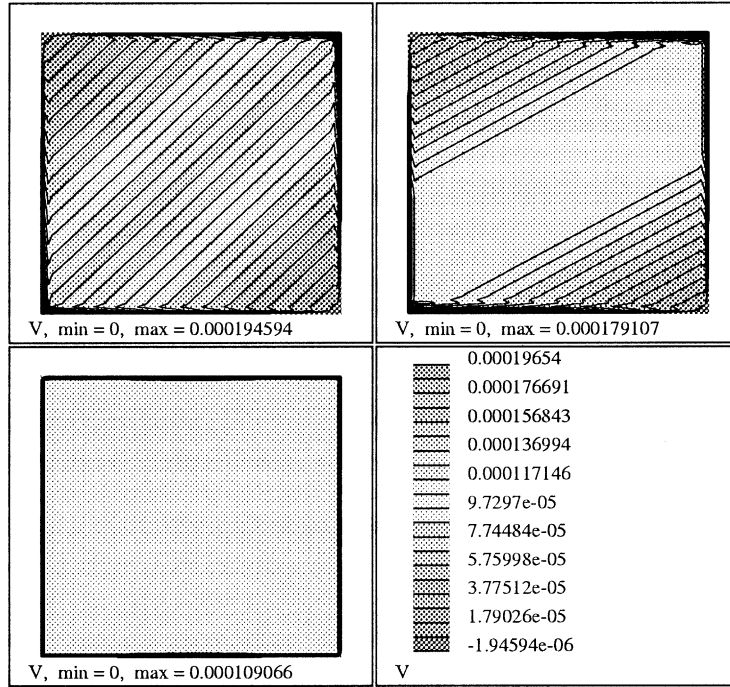 V, min = 0, max = 0.000194594
V, min = 0, max = 0.000179107
V, min = 0, max = 0.000109066
0.00019654
0.000176691
0.000156843
0.000136994
0.000117146
9.7297e-05
7.74484e-05
5.75998e-05
3.77512e-05
1.79026e-05
-1.94594e-06
V